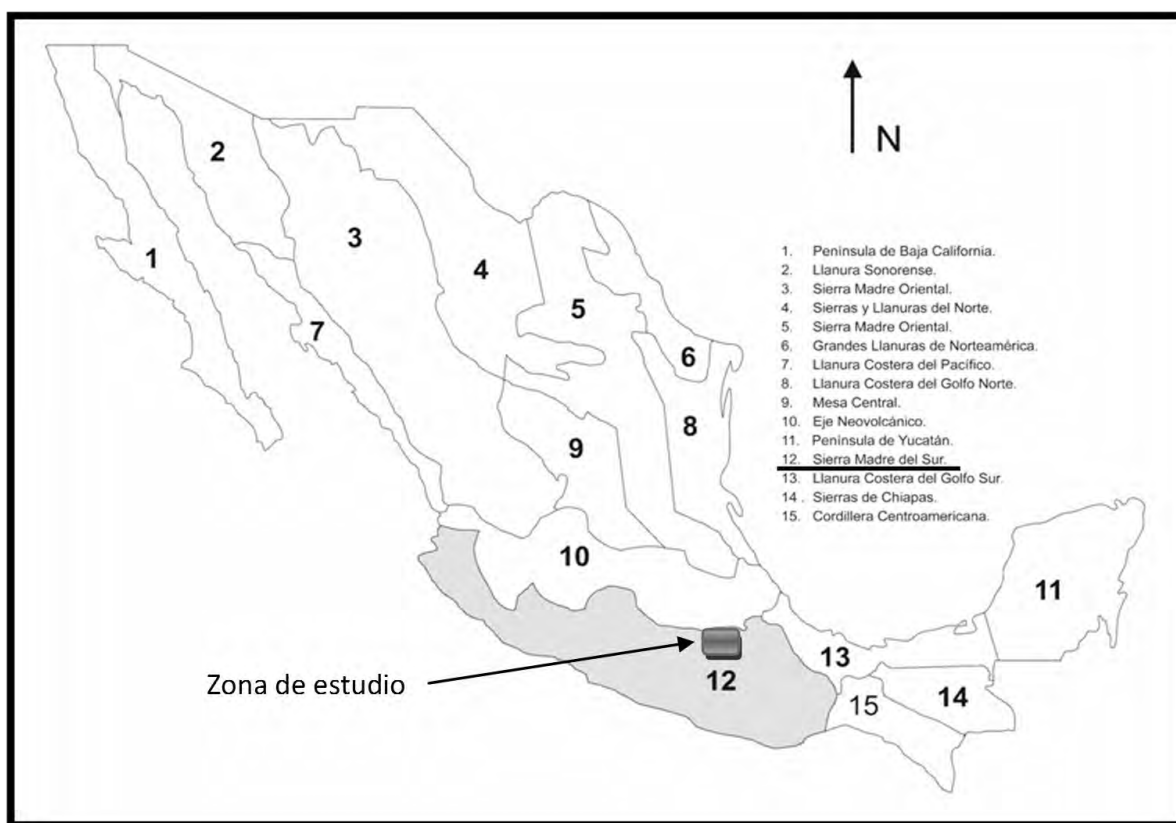 N
1
2
3
4
5
6
7
8
9
10
11
12
13
14
15
Zona de estudio
1. Península de Baja California.
2 Llanura Sonorense.
3. Sierra Madre Oriental.
4. Sierras y Llanuras del Norte.
5. Sierra Madre Oriental.
6. Grandes Llanuras de Norteamérica.
7. Llanura Costera del Pacífico.
8. Llanura Costera del Golfo Norte.
9. Mesa Central.
10. Eje Neovolcánico.
11. Península de Yucatán.
12. Sierra Madre del Sur.
13. Llanura Costera del Golfo Sur.
14 . Sierras de Chiapas.
15. Cordillera Centroamericana.